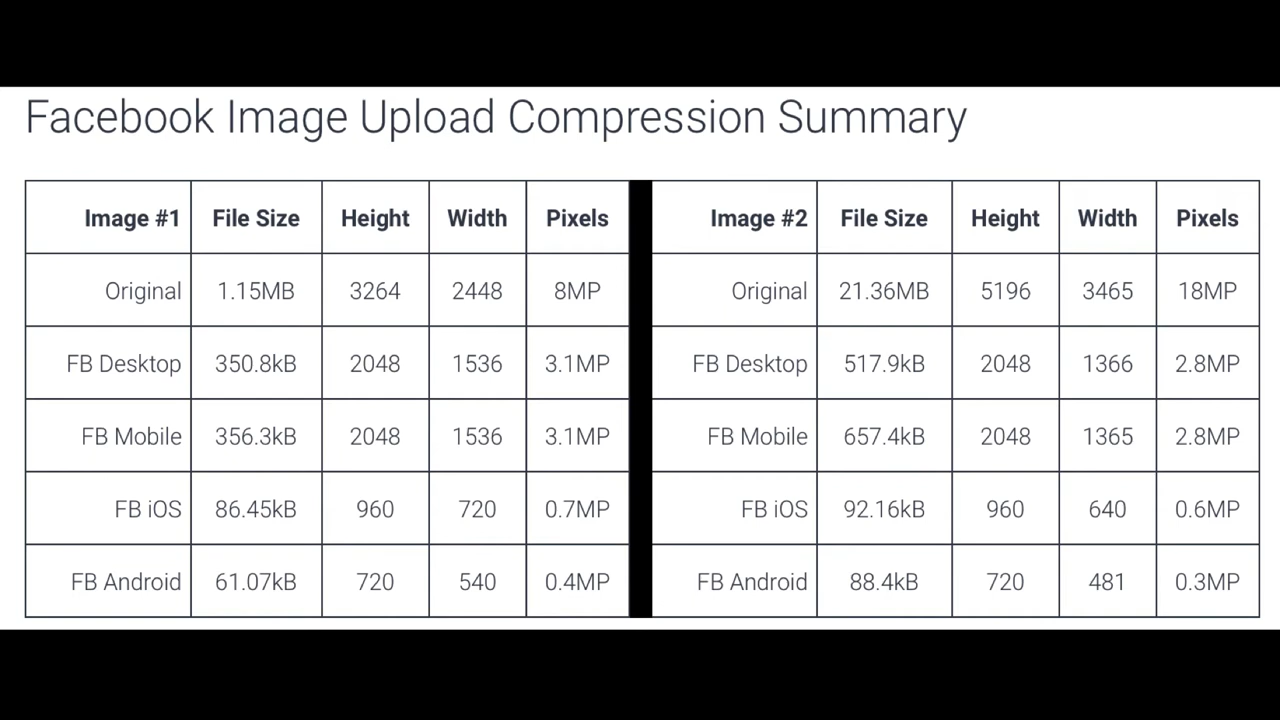 Facebook Image Upload Compression Summary
Image #1 File Size Height Width Pixels Image #2 File Size Height Width Pixels
Original 1.15MB 3264 2448 8MP Original 21.36MB 5196 3465 18MP
FB Desktop 350.8kB 2048 1536 3.1MP FB Desktop 517.9kB 2048 1366 2.8MP
FB Mobile 356.3kB 2048 1536 3.1MP FB Mobile 657.4kB 2048 1365 2.8MP
FB iOS 86.45kB 960 720 0.7MP FB iOS 92.16kB 960 640 0.6MP
FB Android 61.07kB 720 540 0.4MP FB Android 88.4kB 720 481 0.3MP